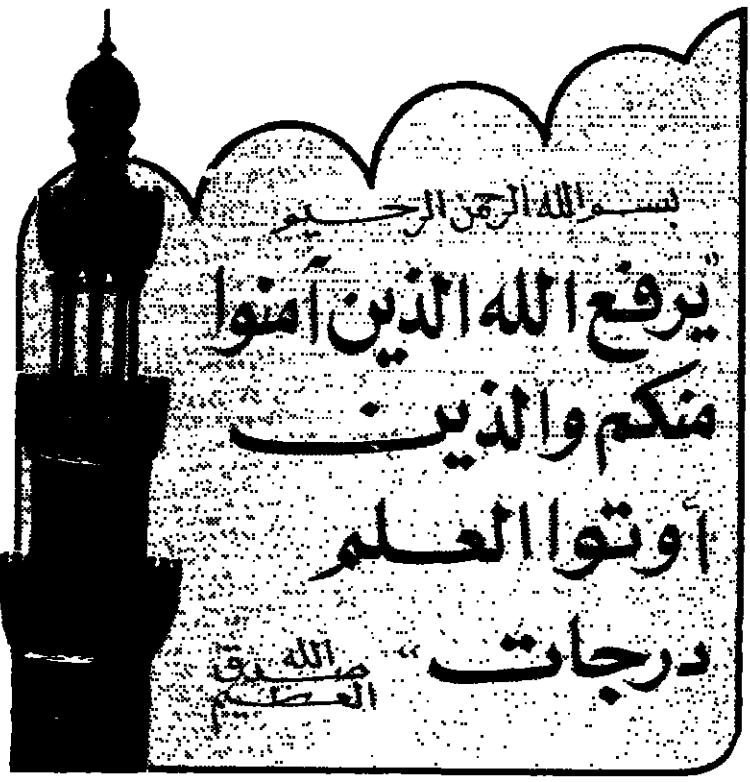 بسم الله الرحمن الرحيم
"يرفع الله الذين آمنوا
منكم والذين
أوتوا العلم
درجات"
صدق الله
العظيم